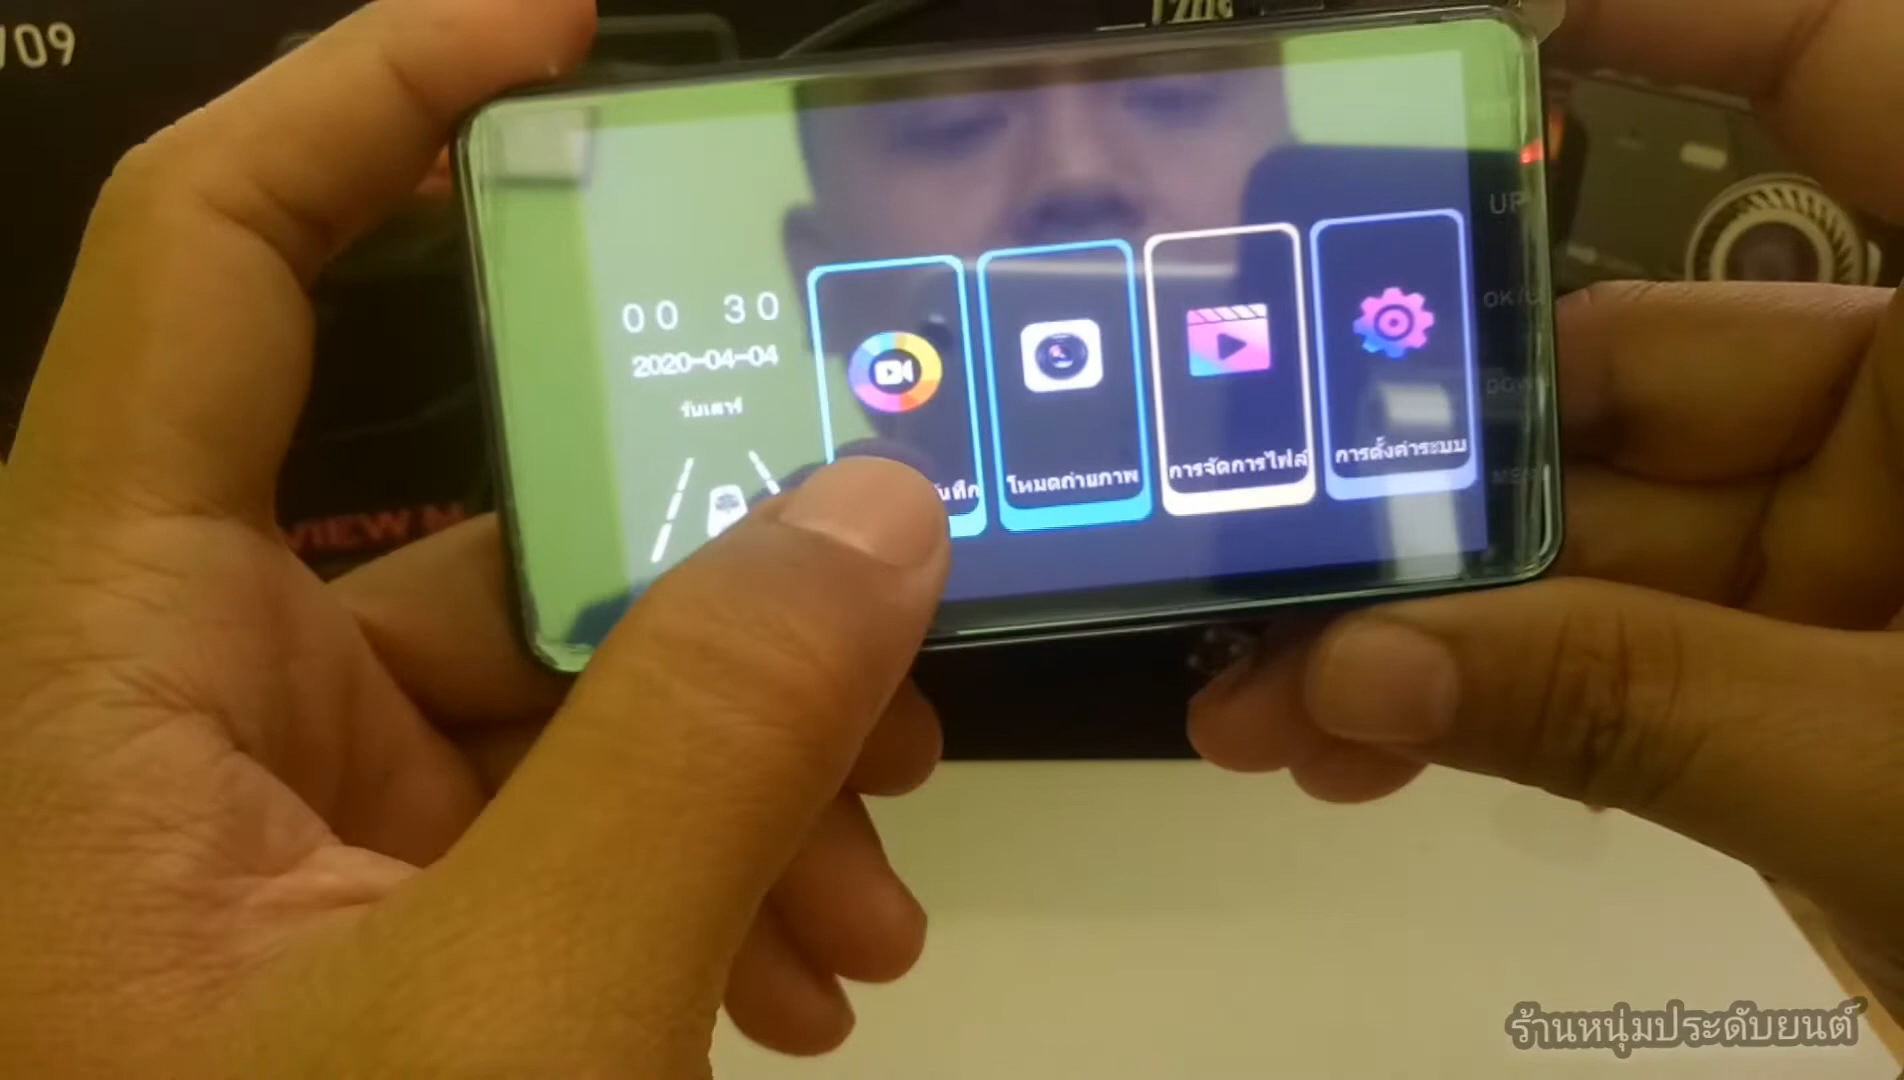 709
00 30
2020-04-04
วันเสาร์
โหมดถ่ายภาพ
การจัดการไฟล์
การตั้งค่าระบบ
UP
VIEW
ร้านหนุ่มประดับยนต์